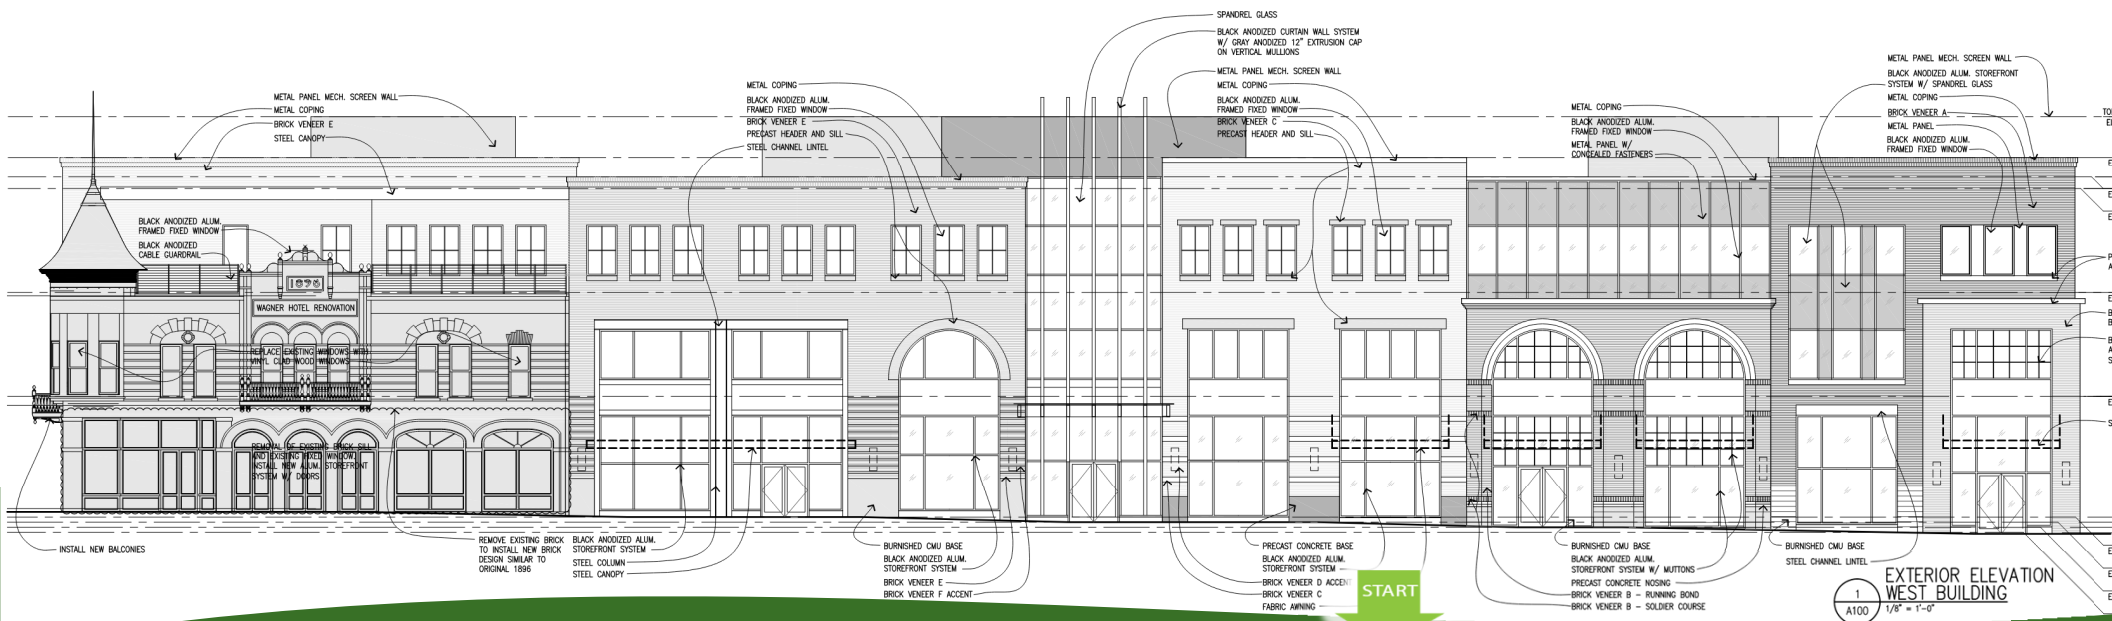 SPANDREL GLASS
BLACK ANODIZED CURTAIN WALL SYSTEM
W/ GRAY ANODIZED 12" EXTRUSION CAP
ON VERTICAL MULLIONS
METAL PANEL MECH. SCREEN WALL
METAL COPING
BLACK ANODIZED ALUM.
FRAMED FIXED WINDOW
BRICK VENEER C
PRECAST HEADER AND SILL
METAL PANEL MECH. SCREEN WALL
METAL COPING
BRICK VENEER E
STEEL CANOPY
METAL COPING
BLACK ANODIZED ALUM.
FRAMED FIXED WINDOW
BRICK VENEER E
PRECAST HEADER AND SILL
STEEL CHANNEL LINTEL
METAL COPING
BLACK ANODIZED ALUM.
FRAMED FIXED WINDOW
METAL PANEL W/
CONCEALED FASTENERS
METAL PANEL MECH. SCREEN WALL
BLACK ANODIZED ALUM. STOREFRONT
SYSTEM W/ SPANDREL GLASS
METAL COPING
BRICK VENEER A
METAL PANEL
BLACK ANODIZED ALUM.
FRAMED FIXED WINDOW
BLACK ANODIZED ALUM.
FRAMED FIXED WINDOW
BLACK ANODIZED
CABLE GUARDRAIL
1896
WAGNER HOTEL RENOVATION
REPLACE EXISTING WINDOWS WITH
VINYL CLAD WOOD WINDOWS
REMOVAL OF EXISTING BRICK SILL
AND EXISTING FIXED WINDOW.
INSTALL NEW ALUM. STOREFRONT
SYSTEM W/ DOORS
INSTALL NEW BALCONIES
REMOVE EXISTING BRICK
TO INSTALL NEW BRICK
DESIGN SIMILAR TO
ORIGINAL 1896
BLACK ANODIZED ALUM.
STOREFRONT SYSTEM
STEEL COLUMN
STEEL CANOPY
BURNISHED CMU BASE
BLACK ANODIZED ALUM.
STOREFRONT SYSTEM
BRICK VENEER E
BRICK VENEER F ACCENT
PRECAST CONCRETE BASE
BLACK ANODIZED ALUM.
STOREFRONT SYSTEM
BRICK VENEER D ACCENT
BRICK VENEER C
FABRIC AWNING
START
BURNISHED CMU BASE
BLACK ANODIZED ALUM.
STOREFRONT SYSTEM W/ MUTTONS
PRECAST CONCRETE NOSING
BRICK VENEER B - RUNNING BOND
BRICK VENEER B - SOLDIER COURSE
BURNISHED CMU BASE
STEEL CHANNEL LINTEL
1
A100
EXTERIOR ELEVATION
WEST BUILDING
1/8" = 1'-0"